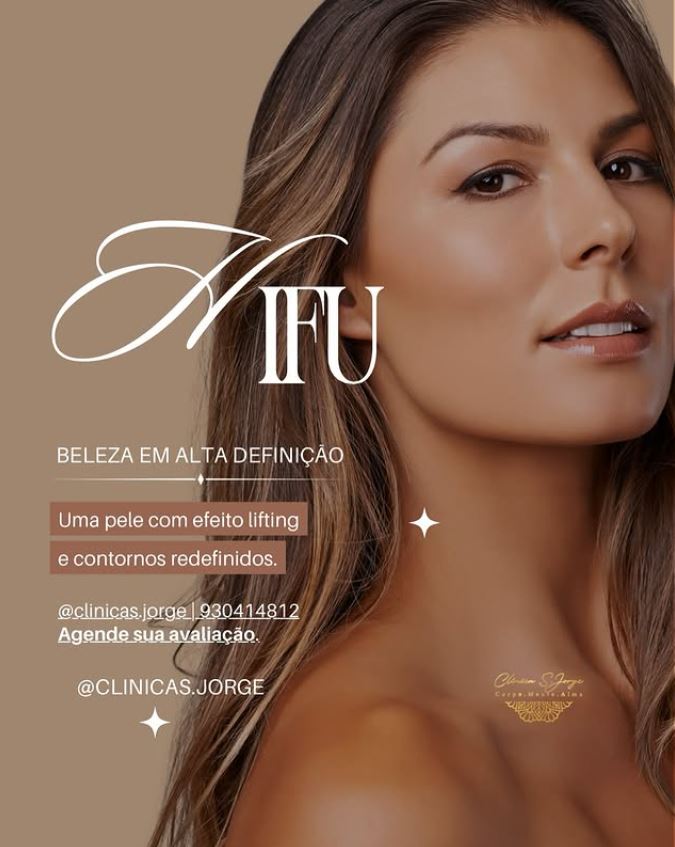 HIFU
BELEZA EM ALTA DEFINIÇÃO
Uma pele com efeito lifting
e contornos redefinidos.
@clinicas.jorge | 930414812
Agende sua avaliação.
@CLINICAS.JORGE
Clínica S. Jorge
Corpo.Mente.Alma